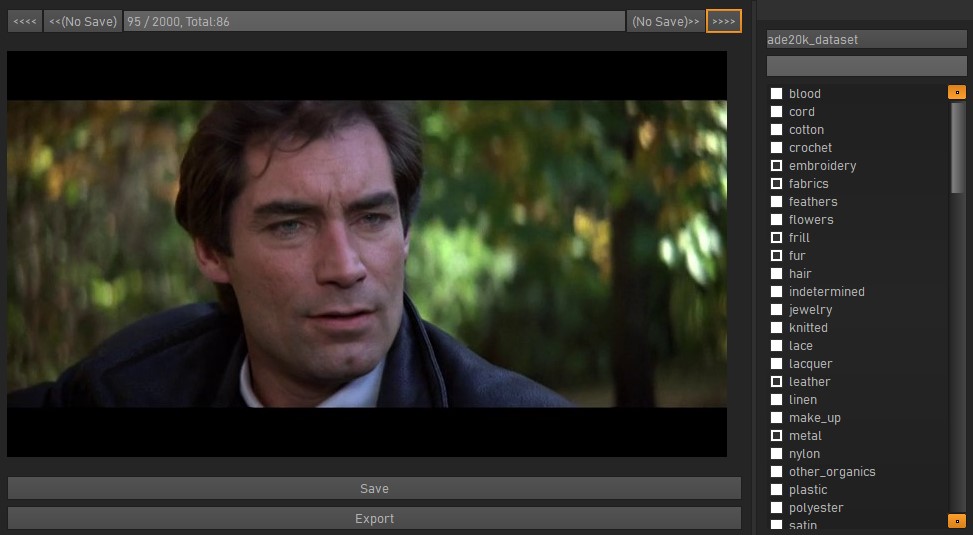 <<<<
<<(No Save)
95 / 2000, Total:86
(No Save)>>
>>>>
ade20k_dataset
blood
cord
cotton
crochet
embroidery
fabrics
feathers
flowers
frill
fur
hair
indetermined
jewelry
knitted
lace
lacquer
leather
linen
make_up
metal
nylon
other_organics
plastic
polyester
satin
Save
Export